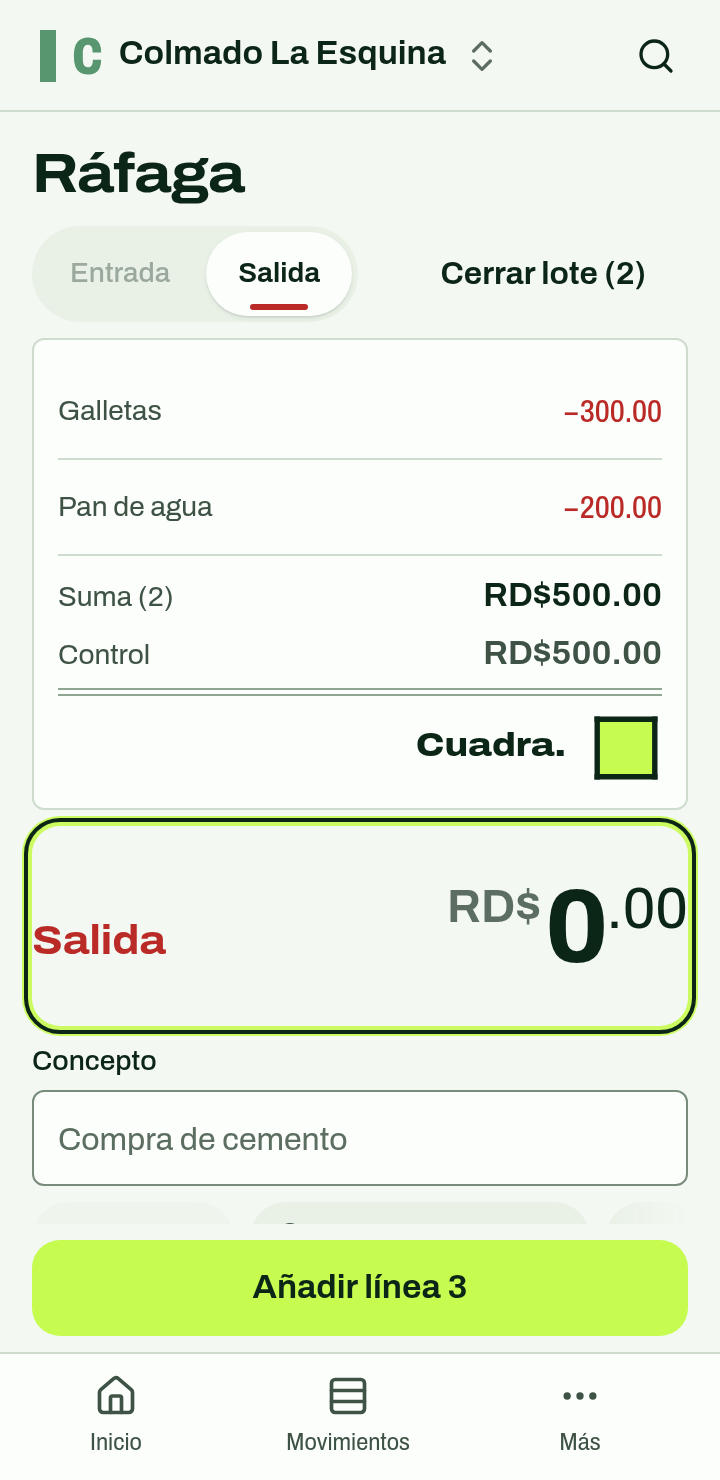 C Colmado La Esquina
Ráfaga
Entrada Salida Cerrar lote (2)
Galletas −300.00
Pan de agua −200.00
Suma (2) RD$500.00
Control RD$500.00
Cuadra.
Salida RD$0.00
Concepto
Compra de cemento
Añadir línea 3
Inicio Movimientos Más